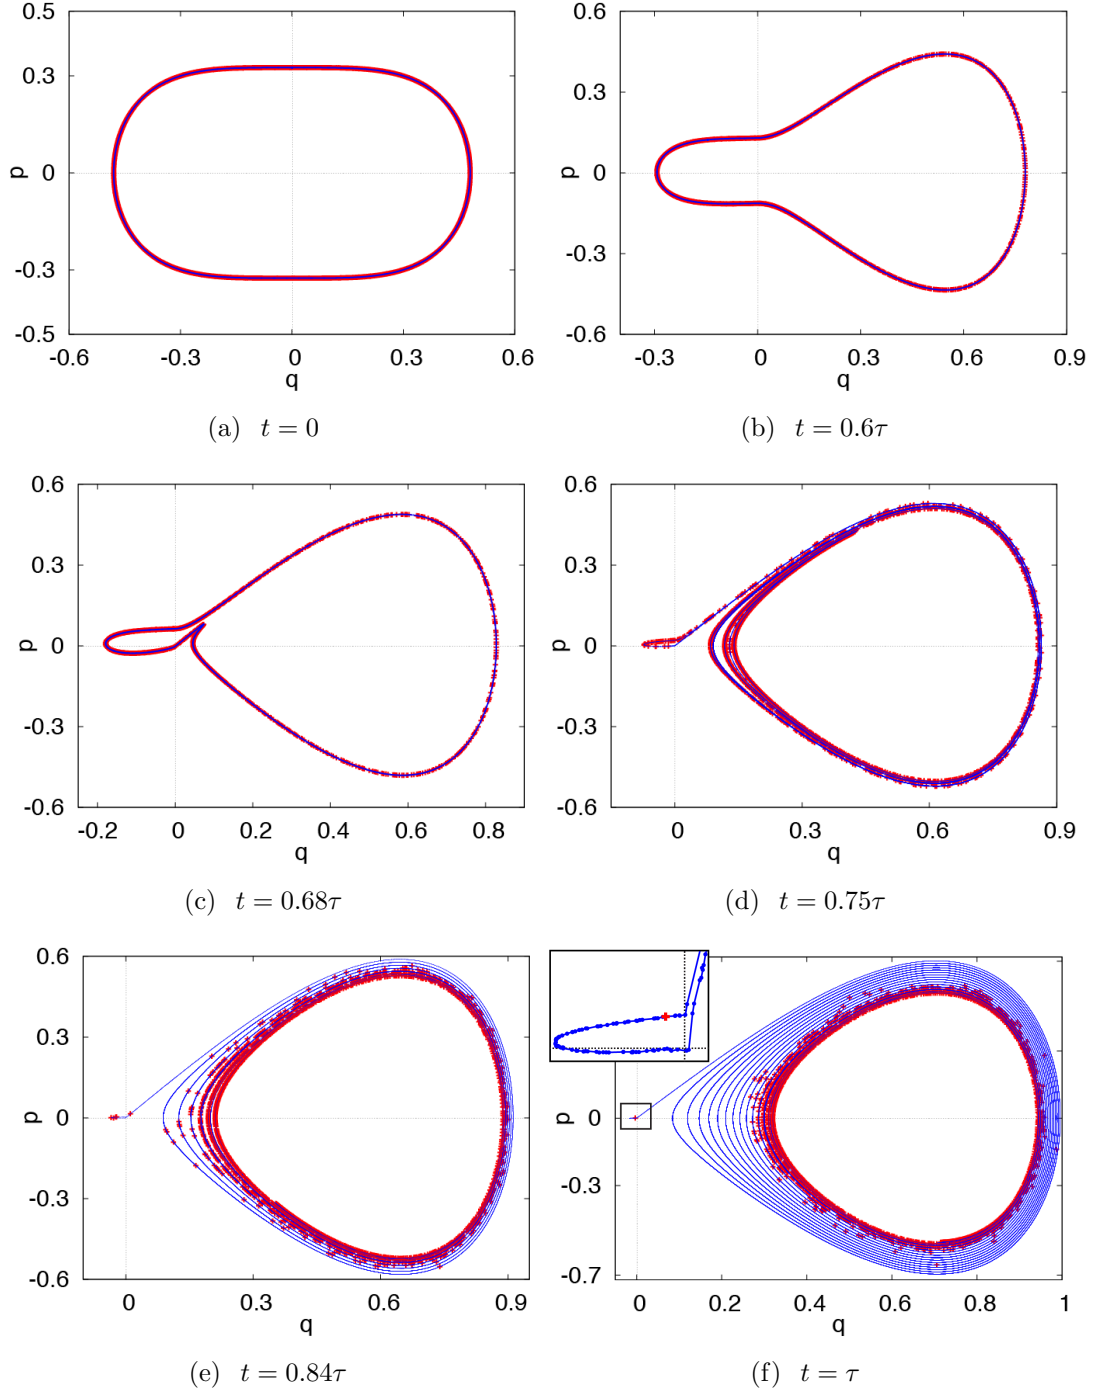 0.5
0.3
p
0
-0.3
-0.5
-0.6 -0.3 0 0.3 0.6
q
(a) t = 0
0.6
0.3
p
0
-0.3
-0.6
-0.3 0 0.3 0.6 0.9
q
(b) t = 0.6τ
0.6
0.3
p
0
-0.3
-0.6
-0.2 0 0.2 0.4 0.6 0.8
q
(c) t = 0.68τ
0.6
0.3
p
0
-0.3
-0.6
0 0.3 0.6 0.9
q
(d) t = 0.75τ
0.6
0.3
p
0
-0.3
-0.6
0 0.3 0.6 0.9
q
(e) t = 0.84τ
p
0
-0.3
-0.7
0 0.2 0.4 0.6 0.8 1
q
(f) t = τ